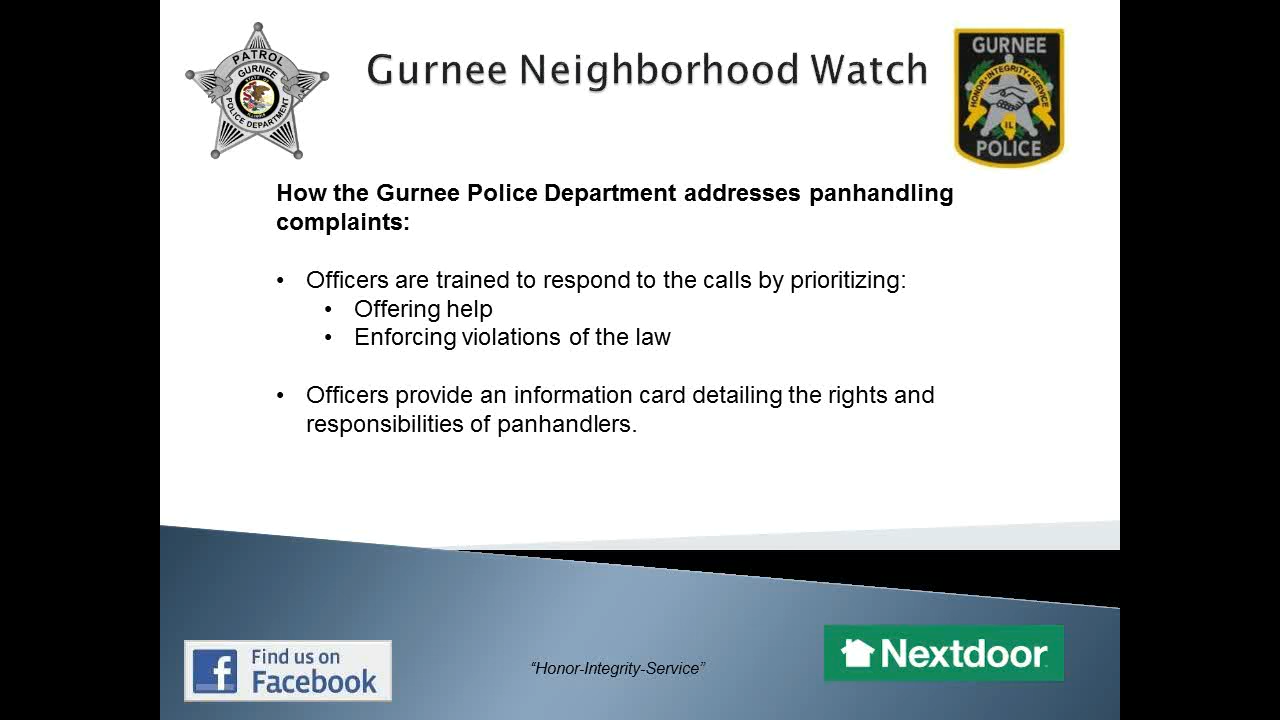 PATROL
GURNEE
POLICE DEPARTMENT
Gurnee Neighborhood Watch
GURNEE
HONOR·INTEGRITY·SERVICE
IL
POLICE
How the Gurnee Police Department addresses panhandling
complaints:
• Officers are trained to respond to the calls by prioritizing:
• Offering help
• Enforcing violations of the law
• Officers provide an information card detailing the rights and
responsibilities of panhandlers.
Find us on
Facebook
“Honor-Integrity-Service”
Nextdoor